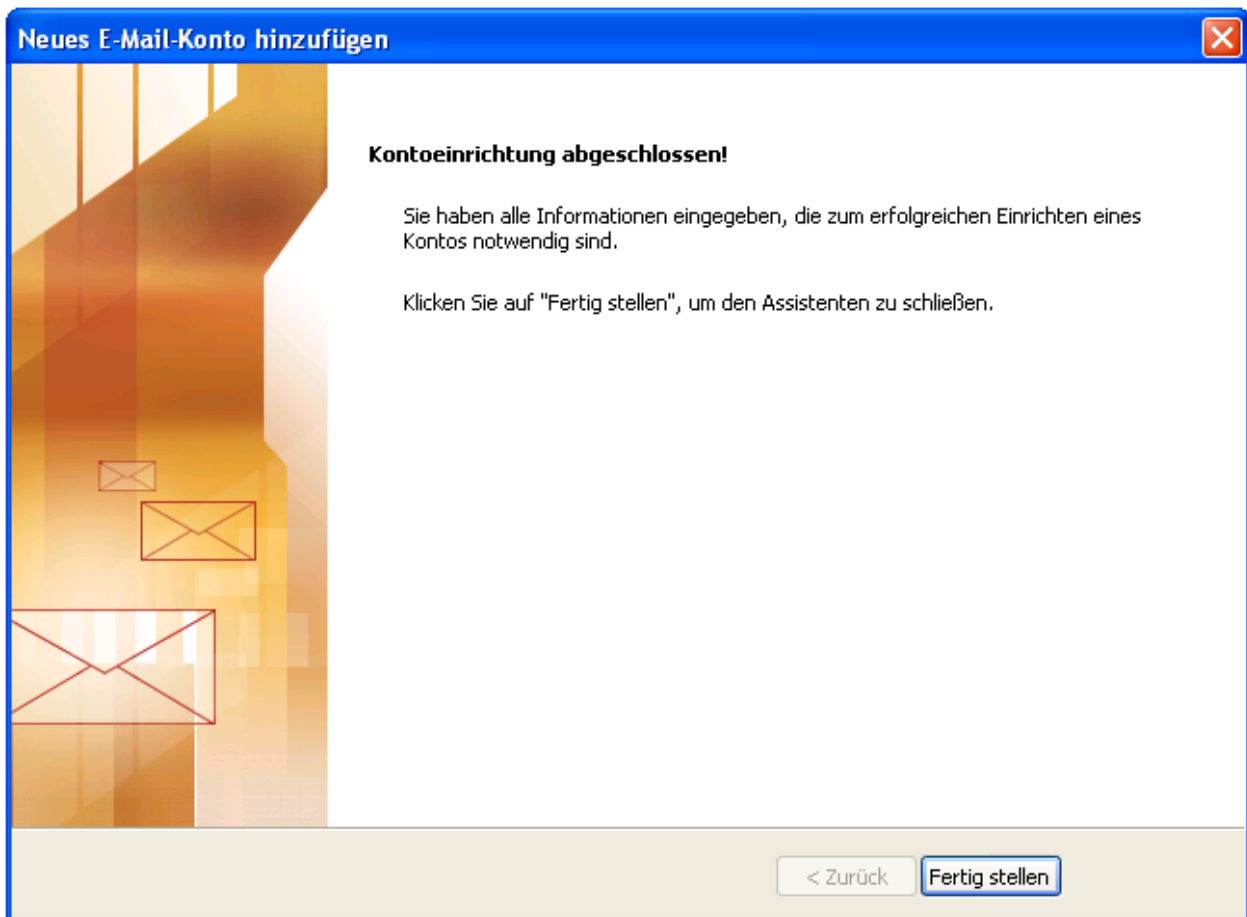 Neues E-Mail-Konto hinzufügen
Kontoeinrichtung abgeschlossen!
Sie haben alle Informationen eingegeben, die zum erfolgreichen Einrichten eines
Kontos notwendig sind.
Klicken Sie auf "Fertig stellen", um den Assistenten zu schließen.
< Zurück
Fertig stellen